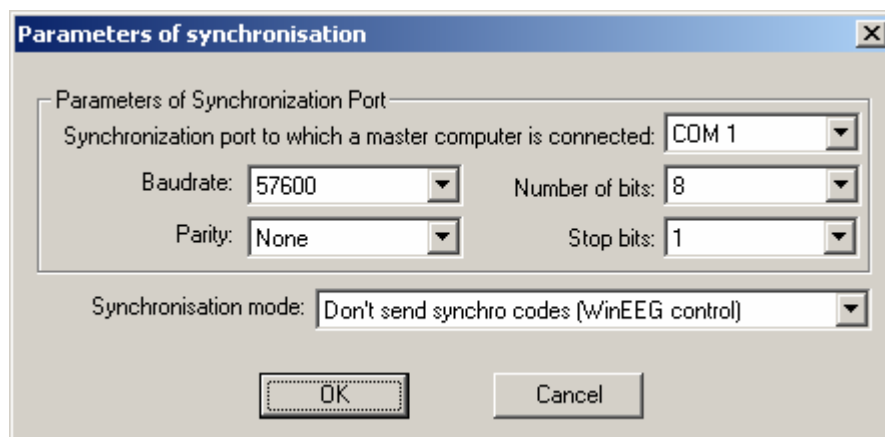 Parameters of synchronisation
Parameters of Synchronization Port
Synchronization port to which a master computer is connected: COM 1
Baudrate: 57600 Number of bits: 8
Parity: None Stop bits: 1
Synchronisation mode: Don't send synchro codes (WinEEG control)
OK Cancel